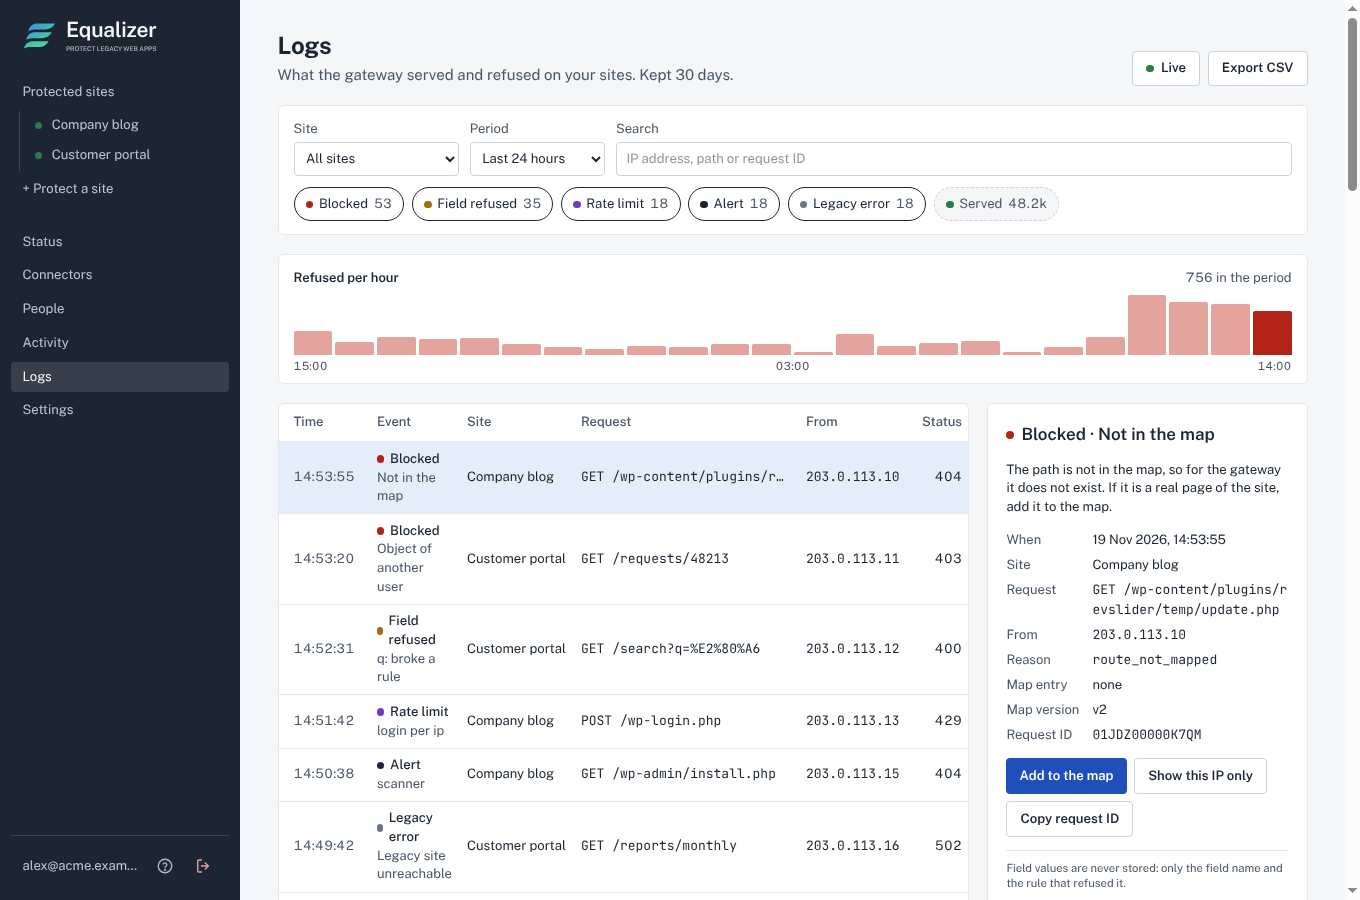 Equalizer
PROTECT LEGACY WEB APPS
Protected sites
Company blog
Customer portal
+ Protect a site
Status
Connectors
People
Activity
Logs
Settings
alex@acme.exam...
Logs
What the gateway served and refused on your sites. Kept 30 days.
Live
Export CSV
Site
Period
Search
All sites
Last 24 hours
IP address, path or request ID
Blocked 53
Field refused 35
Rate limit 18
Alert 18
Legacy error 18
Served 48.2k
Refused per hour
756 in the period
15:00
03:00
14:00
Time Event Site Request From Status
14:53:55 Blocked Not in the map Company blog GET /wp-content/plugins/r… 203.0.113.10 404
14:53:20 Blocked Object of another user Customer portal GET /requests/48213 203.0.113.11 403
14:52:31 Field refused q: broke a rule Customer portal GET /search?q=%E2%80%A6 203.0.113.12 400
14:51:42 Rate limit login per ip Company blog POST /wp-login.php 203.0.113.13 429
14:50:38 Alert scanner Company blog GET /wp-admin/install.php 203.0.113.15 404
14:49:42 Legacy error Legacy site unreachable Customer portal GET /reports/monthly 203.0.113.16 502
Blocked · Not in the map
The path is not in the map, so for the gateway
it does not exist. If it is a real page of the site,
add it to the map.
When 19 Nov 2026, 14:53:55
Site Company blog
Request GET /wp-content/plugins/r
evslider/temp/update.php
From 203.0.113.10
Reason route_not_mapped
Map entry none
Map version v2
Request ID 01JDZ00000K7QM
Add to the map
Show this IP only
Copy request ID
Field values are never stored: only the field name and
the rule that refused it.